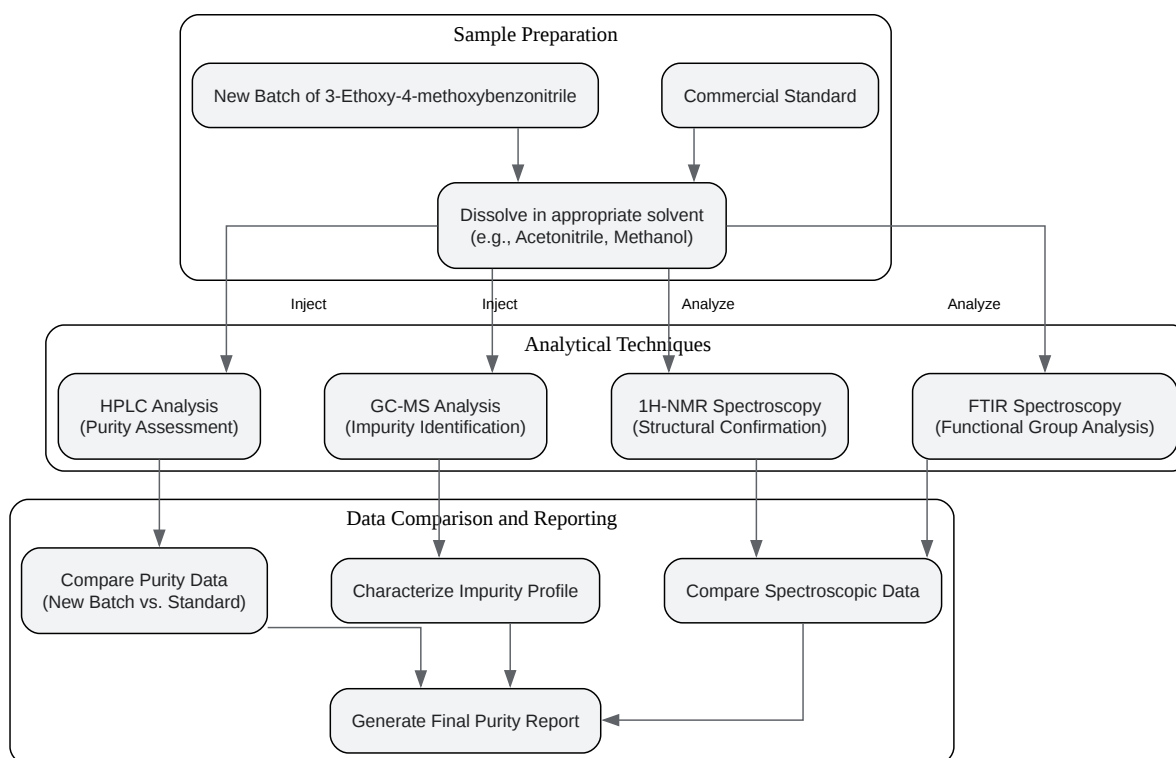 Sample Preparation
New Batch of 3-Ethoxy-4-methoxybenzonitrile
Commercial Standard
Dissolve in appropriate solvent
(e.g., Acetonitrile, Methanol)
Inject
Inject
Analyze
Analyze
Analytical Techniques
HPLC Analysis
(Purity Assessment)
GC-MS Analysis
(Impurity Identification)
1H-NMR Spectroscopy
(Structural Confirmation)
FTIR Spectroscopy
(Functional Group Analysis)
Data Comparison and Reporting
Compare Purity Data
(New Batch vs. Standard)
Characterize Impurity Profile
Compare Spectroscopic Data
Generate Final Purity Report